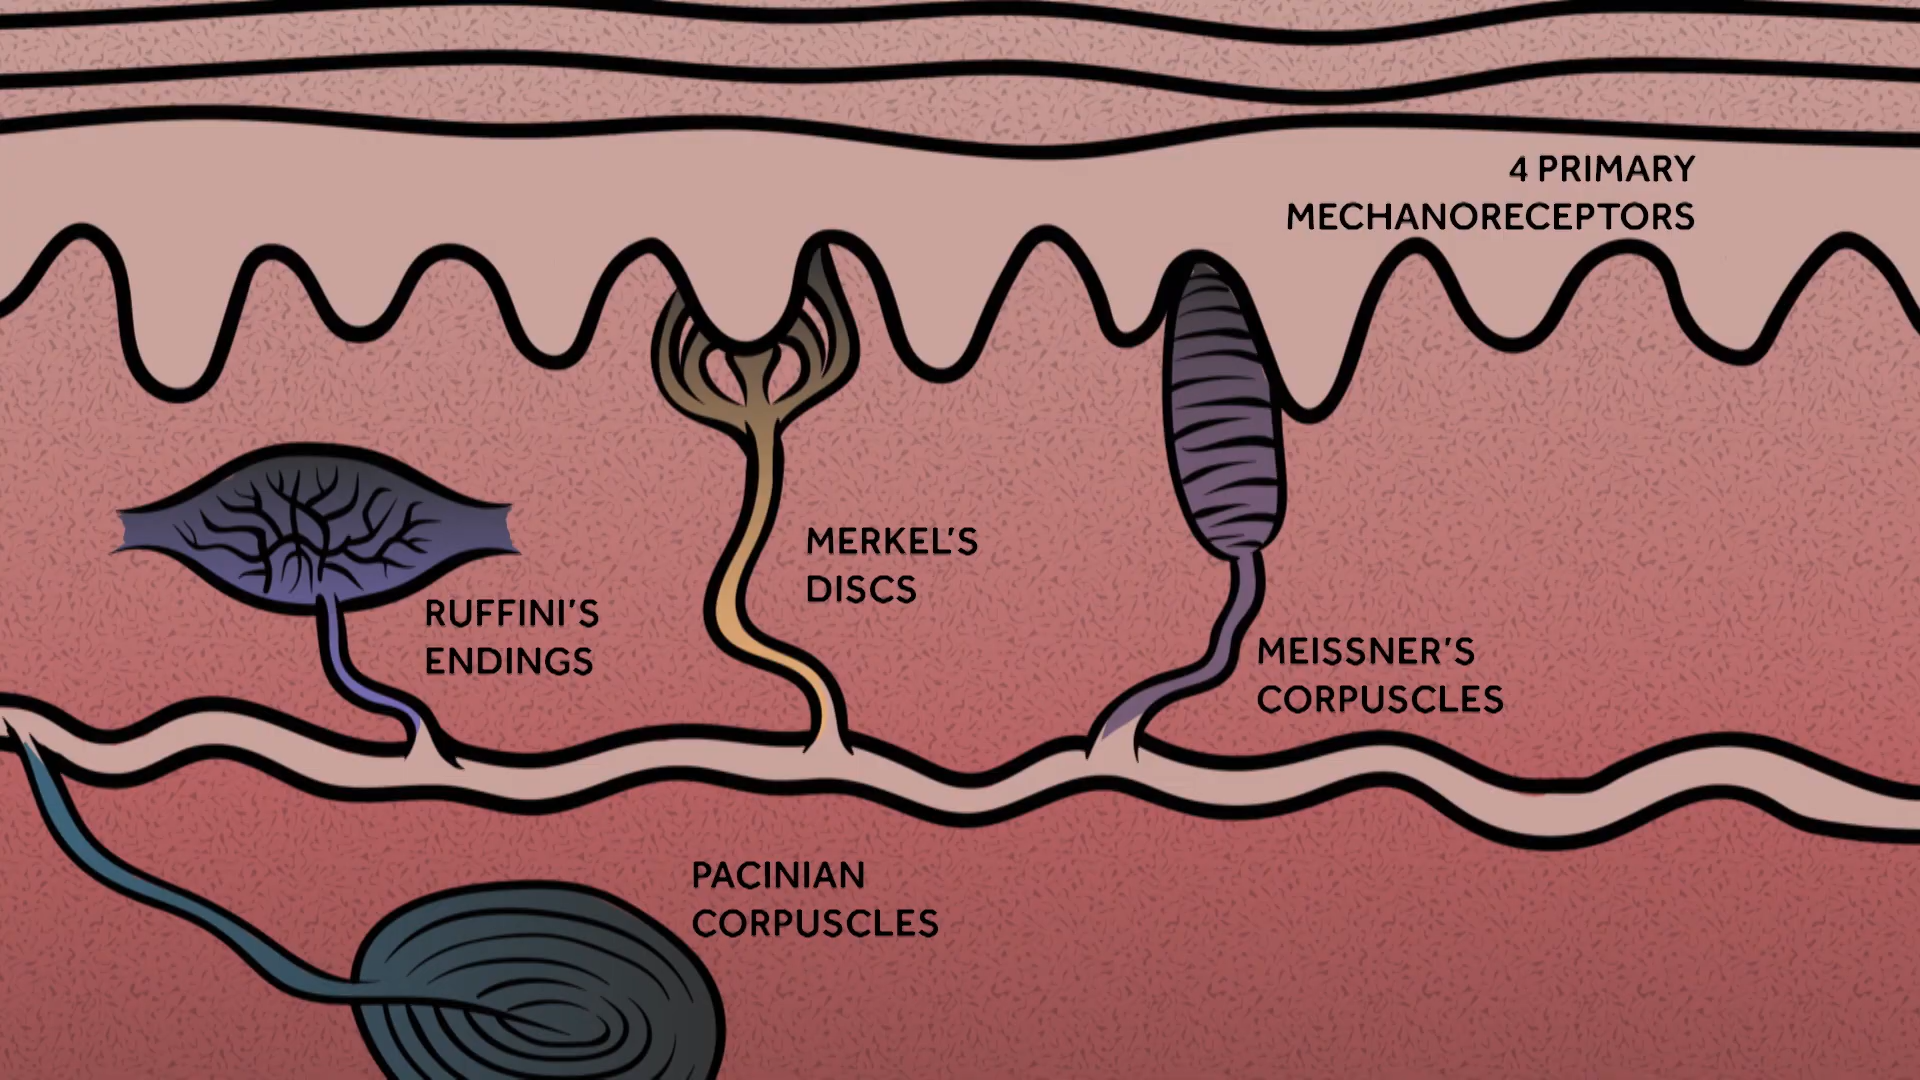 4 PRIMARY
MECHANORECEPTORS
MERKEL'S
DISCS
RUFFINI'S
ENDINGS
MEISSNER'S
CORPUSCLES
PACINIAN
CORPUSCLES